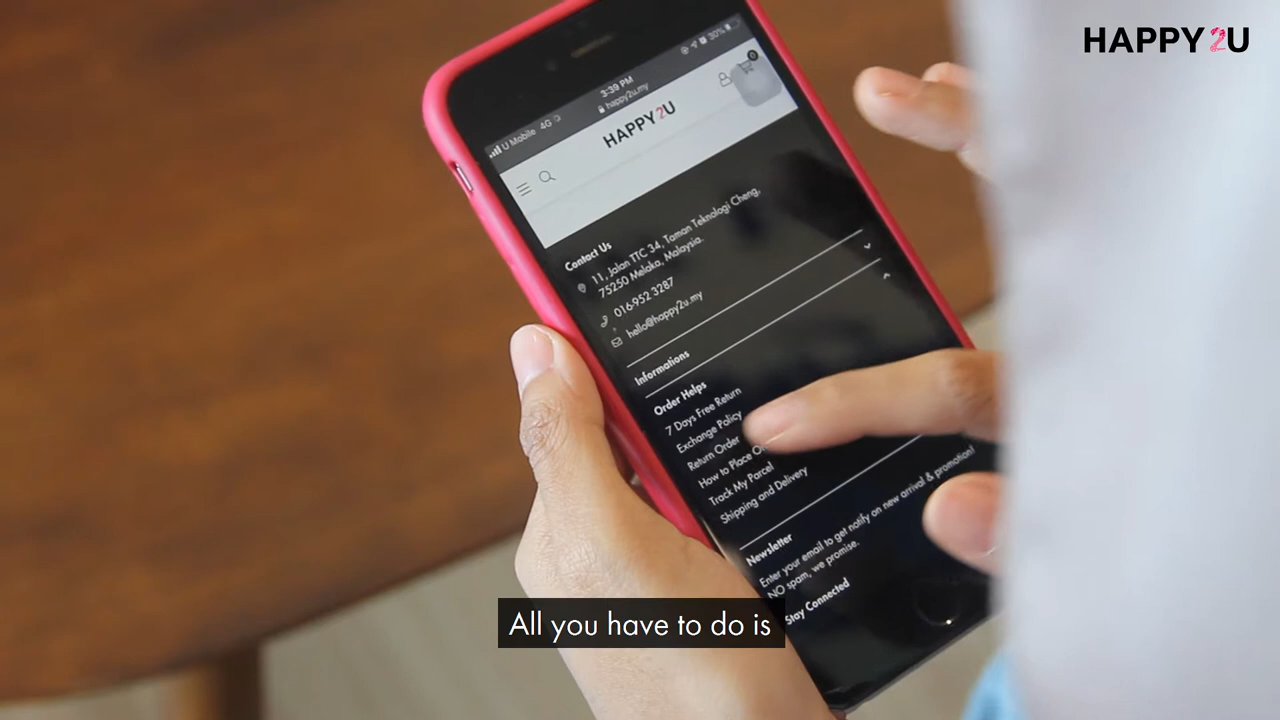 HAPPY2U
3:39 PM
30%
U Mobile 4G
happy2u.my
0
HAPPY2U
Contact Us
11, Jalan TTC 34, Taman Teknologi Cheng,
75250 Melaka, Malaysia.
016-952 3287
hello@happy2u.my
Informations
Order Helps
7 Days Free Return
Exchange Policy
Return Order
How to Place
Track My Parcel
Shipping and Delivery
Newsletter
Enter your email to get notify on new arrival & promotion!
NO spam, we promise.
Stay Connected
All you have to do is